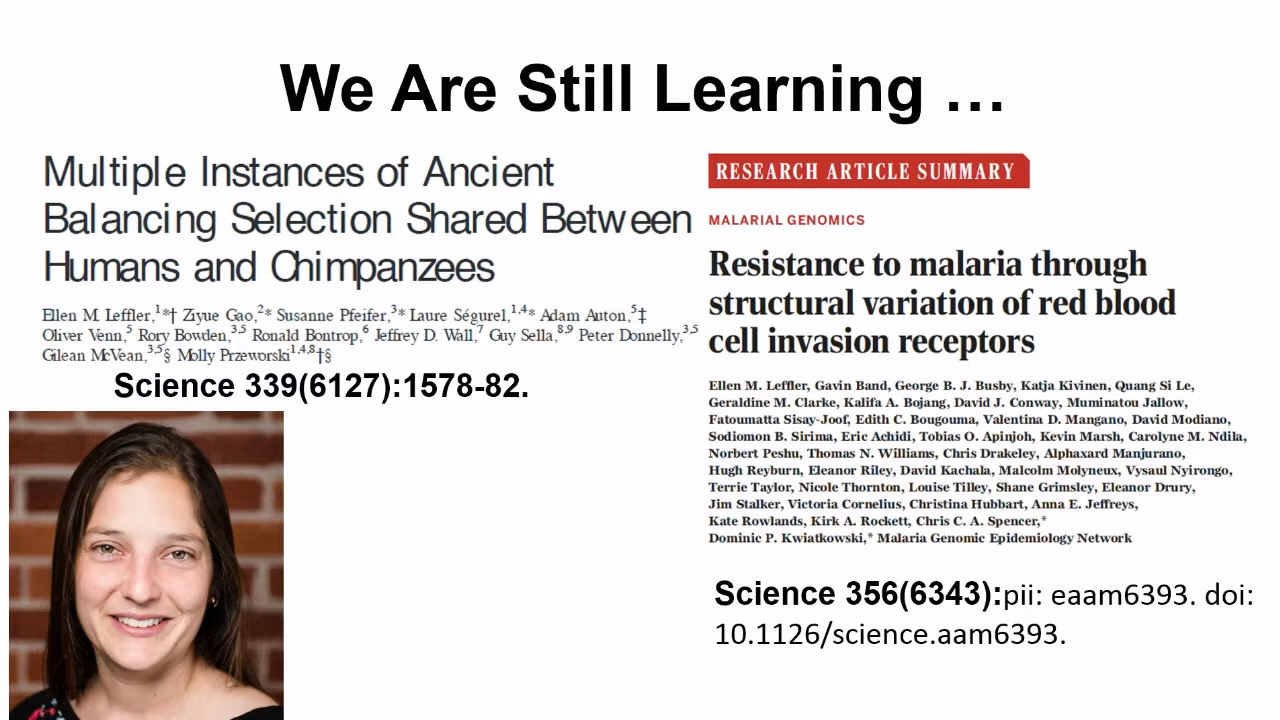 We Are Still Learning …
Multiple Instances of Ancient
Balancing Selection Shared Between
Humans and Chimpanzees
Ellen M. Leffler,1*† Ziyue Gao,2* Susanne Pfeifer,3* Laure Ségurel,1,4* Adam Auton,5‡
Oliver Venn,5 Rory Bowden,3,5 Ronald Bontrop,6 Jeffrey D. Wall,7 Guy Sella,8,9 Peter Donnelly,3,5
Gilean McVean,3,5§ Molly Przeworski1,4,8†§
Science 339(6127):1578-82.
RESEARCH ARTICLE SUMMARY
MALARIAL GENOMICS
Resistance to malaria through
structural variation of red blood
cell invasion receptors
Ellen M. Leffler, Gavin Band, George B. J. Busby, Katja Kivinen, Quang Si Le,
Geraldine M. Clarke, Kalifa A. Bojang, David J. Conway, Muminatou Jallow,
Fatoumatta Sisay-Joof, Edith C. Bougouma, Valentina D. Mangano, David Modiano,
Sodiomon B. Sirima, Eric Achidi, Tobias O. Apinjoh, Kevin Marsh, Carolyne M. Ndila,
Norbert Peshu, Thomas N. Williams, Chris Drakeley, Alphaxard Manjurano,
Hugh Reyburn, Eleanor Riley, David Kachala, Malcolm Molyneux, Vysaul Nyirongo,
Terrie Taylor, Nicole Thornton, Louise Tilley, Shane Grimsley, Eleanor Drury,
Jim Stalker, Victoria Cornelius, Christina Hubbart, Anna E. Jeffreys,
Kate Rowlands, Kirk A. Rockett, Chris C. A. Spencer,*
Dominic P. Kwiatkowski,* Malaria Genomic Epidemiology Network
Science 356(6343):pii: eaam6393. doi:
10.1126/science.aam6393.